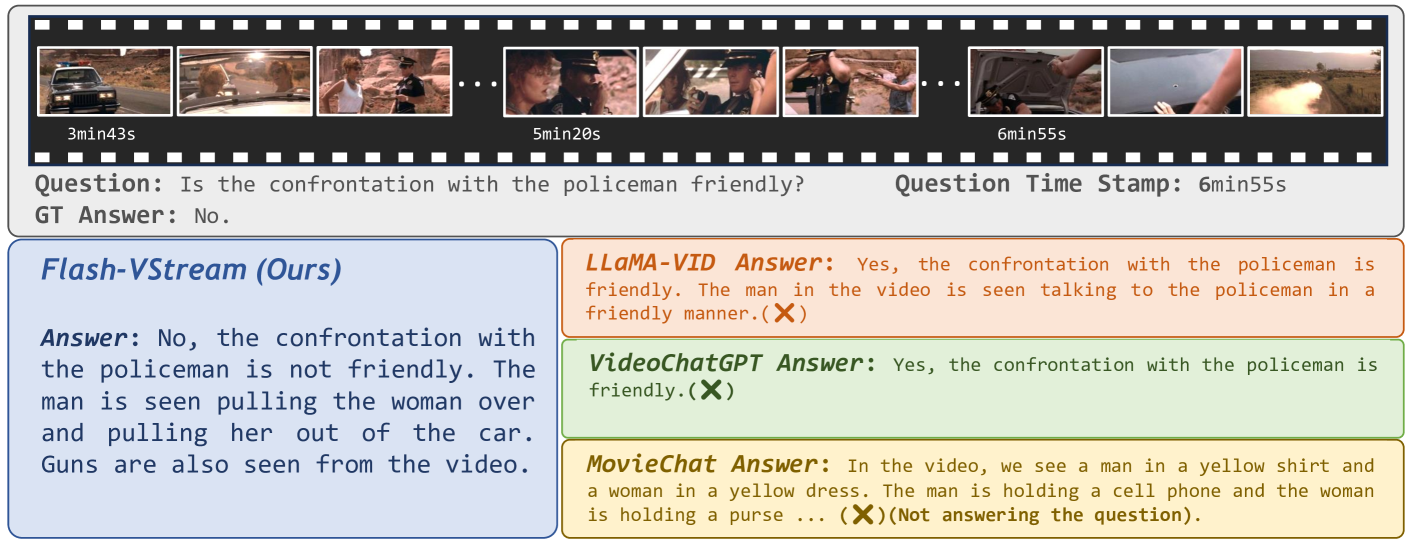 3min43s
5min20s
6min55s
Question: Is the confrontation with the policeman friendly?
Question Time Stamp: 6min55s
GT Answer: No.
Flash-VStream (Ours)
Answer: No, the confrontation with
the policeman is not friendly. The
man is seen pulling the woman over
and pulling her out of the car.
Guns are also seen from the video.
LLaMA-VID Answer: Yes, the confrontation with the policeman is
friendly. The man in the video is seen talking to the policeman in a
friendly manner.(❌)
VideoChatGPT Answer: Yes, the confrontation with the policeman is
friendly.(❌)
MovieChat Answer: In the video, we see a man in a yellow shirt and
a woman in a yellow dress. The man is holding a cell phone and the woman
is holding a purse ... (❌)(Not answering the question).